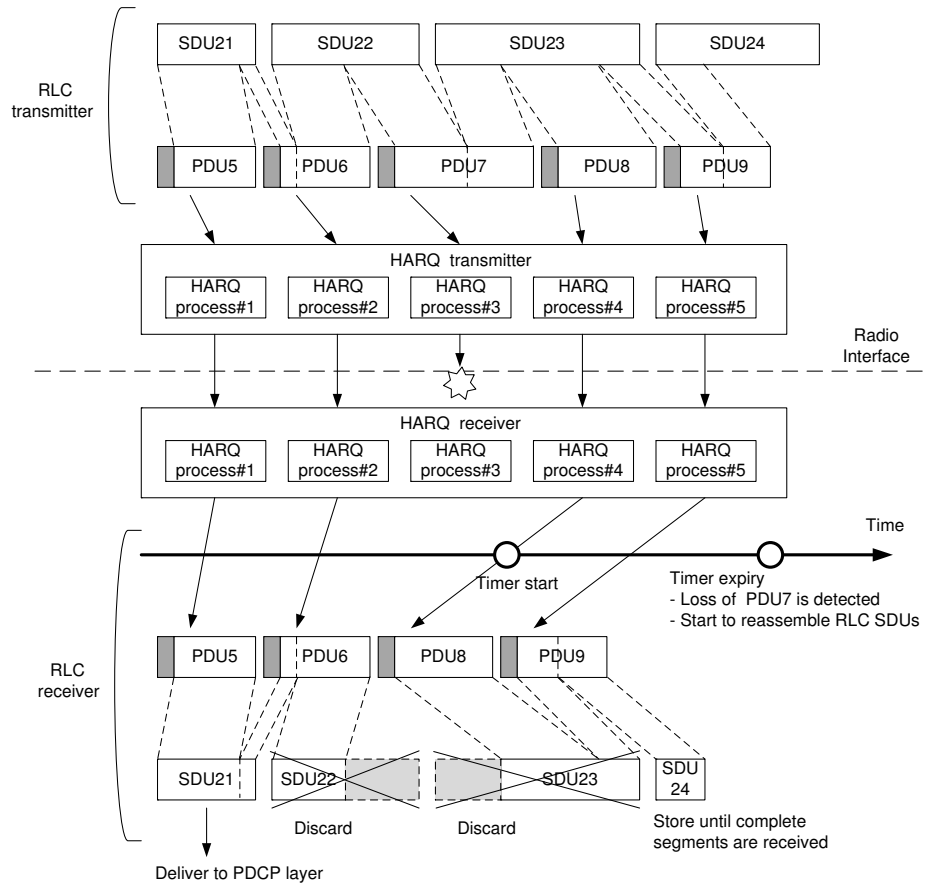 SDU21
SDU22
SDU23
SDU24
RLC
transmitter
PDU5
PDU6
PDU7
PDU8
PDU9
HARQ transmitter
HARQ
process#1
HARQ
process#2
HARQ
process#3
HARQ
process#4
HARQ
process#5
Radio
Interface
HARQ receiver
HARQ
process#1
HARQ
process#2
HARQ
process#3
HARQ
process#4
HARQ
process#5
Time
Timer start
Timer expiry
- Loss of PDU7 is detected
- Start to reassemble RLC SDUs
RLC
receiver
PDU5
PDU6
PDU8
PDU9
SDU21
SDU22
SDU23
SDU
24
Discard
Discard
Store until complete
segments are received
Deliver to PDCP layer